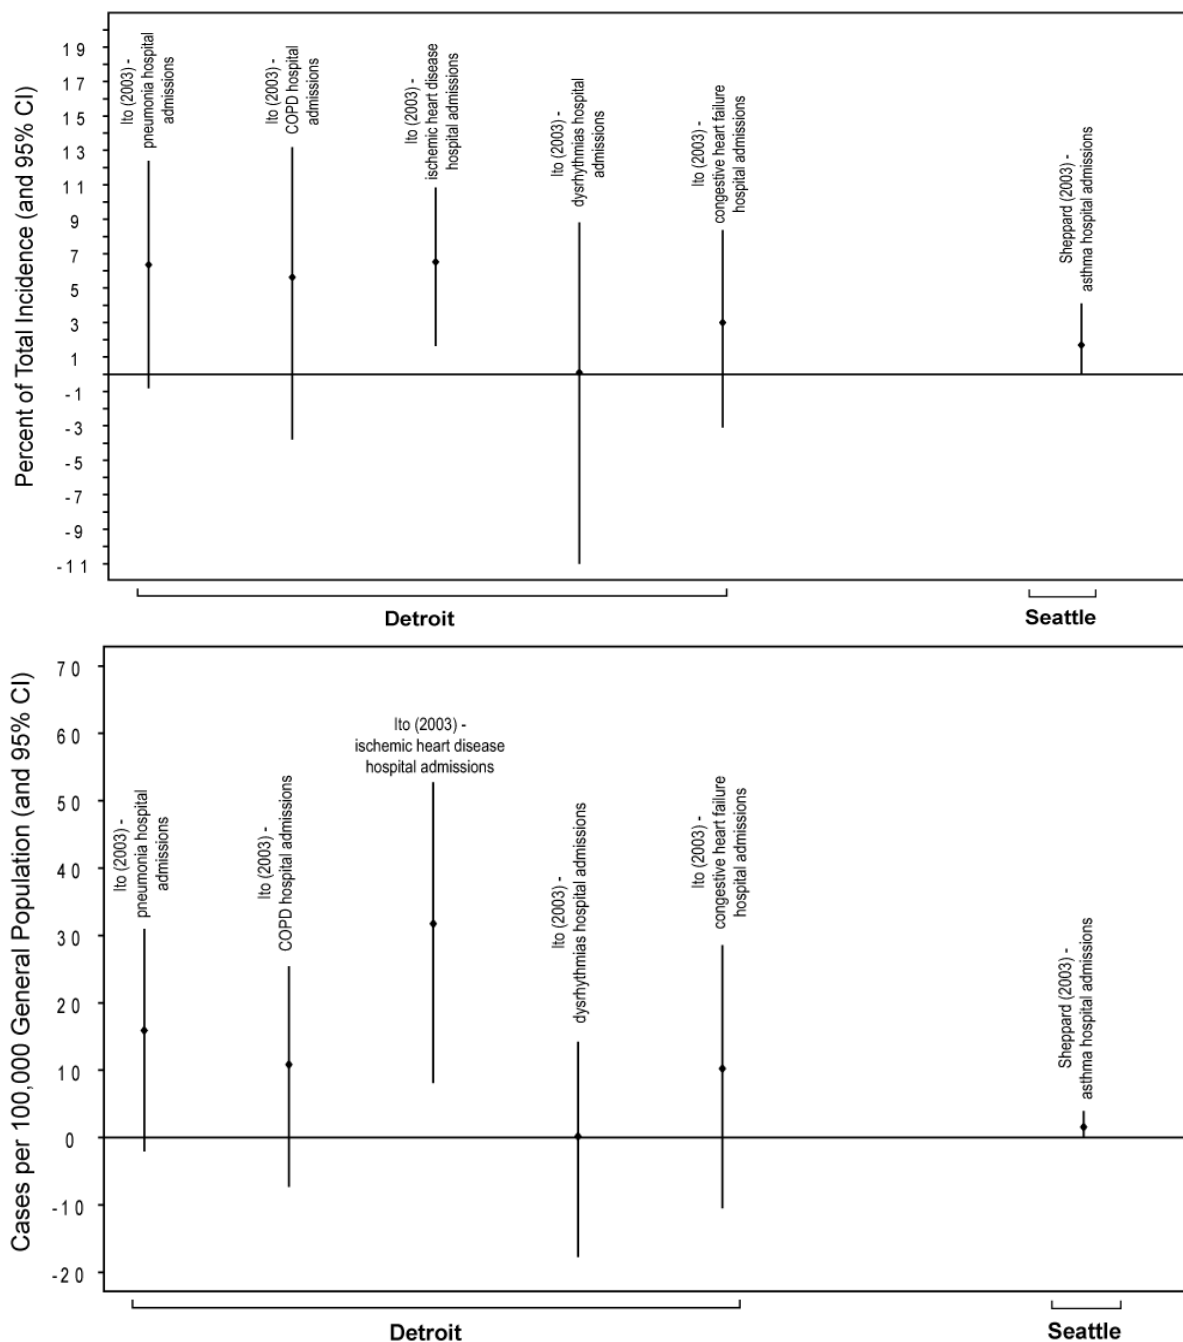 Percent of Total Incidence (and 95% CI)
19
17
15
13
11
9
7
5
3
1
-1
-3
-5
-7
-9
-11
Ito (2003) -
pneumonia hospital
admissions
Ito (2003) -
COPD hospital
admissions
Ito (2003) -
ischemic heart disease
hospital admissions
Ito (2003) -
dysrhythmias hospital
admissions
Ito (2003) -
congestive heart failure
hospital admissions
Sheppard (2003) -
asthma hospital admissions
Detroit
Seattle
Cases per 100,000 General Population (and 95% CI)
70
60
50
40
30
20
10
0
-10
-20
Ito (2003) -
pneumonia hospital
admissions
Ito (2003) -
COPD hospital admissions
Ito (2003) -
ischemic heart disease
hospital admissions
Ito (2003) -
dysrhythmias hospital admissions
Ito (2003) -
congestive heart failure
hospital admissions
Sheppard (2003) -
asthma hospital admissions
Detroit
Seattle